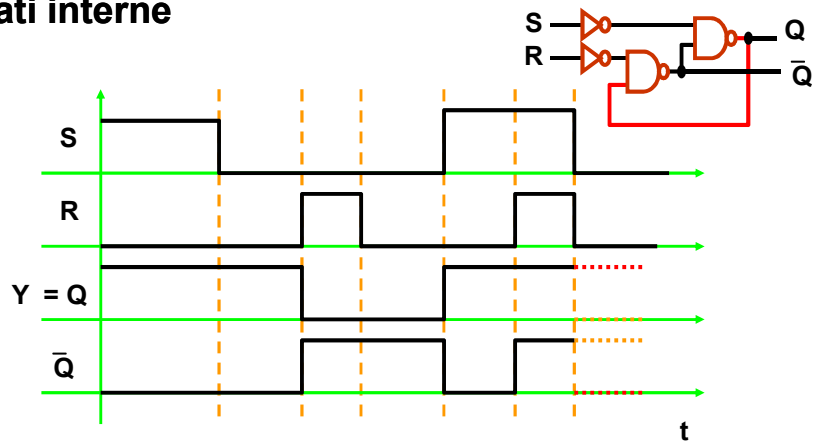 ati interne
S
R
Q
Q̅
S
R
Y = Q
Q̅
t